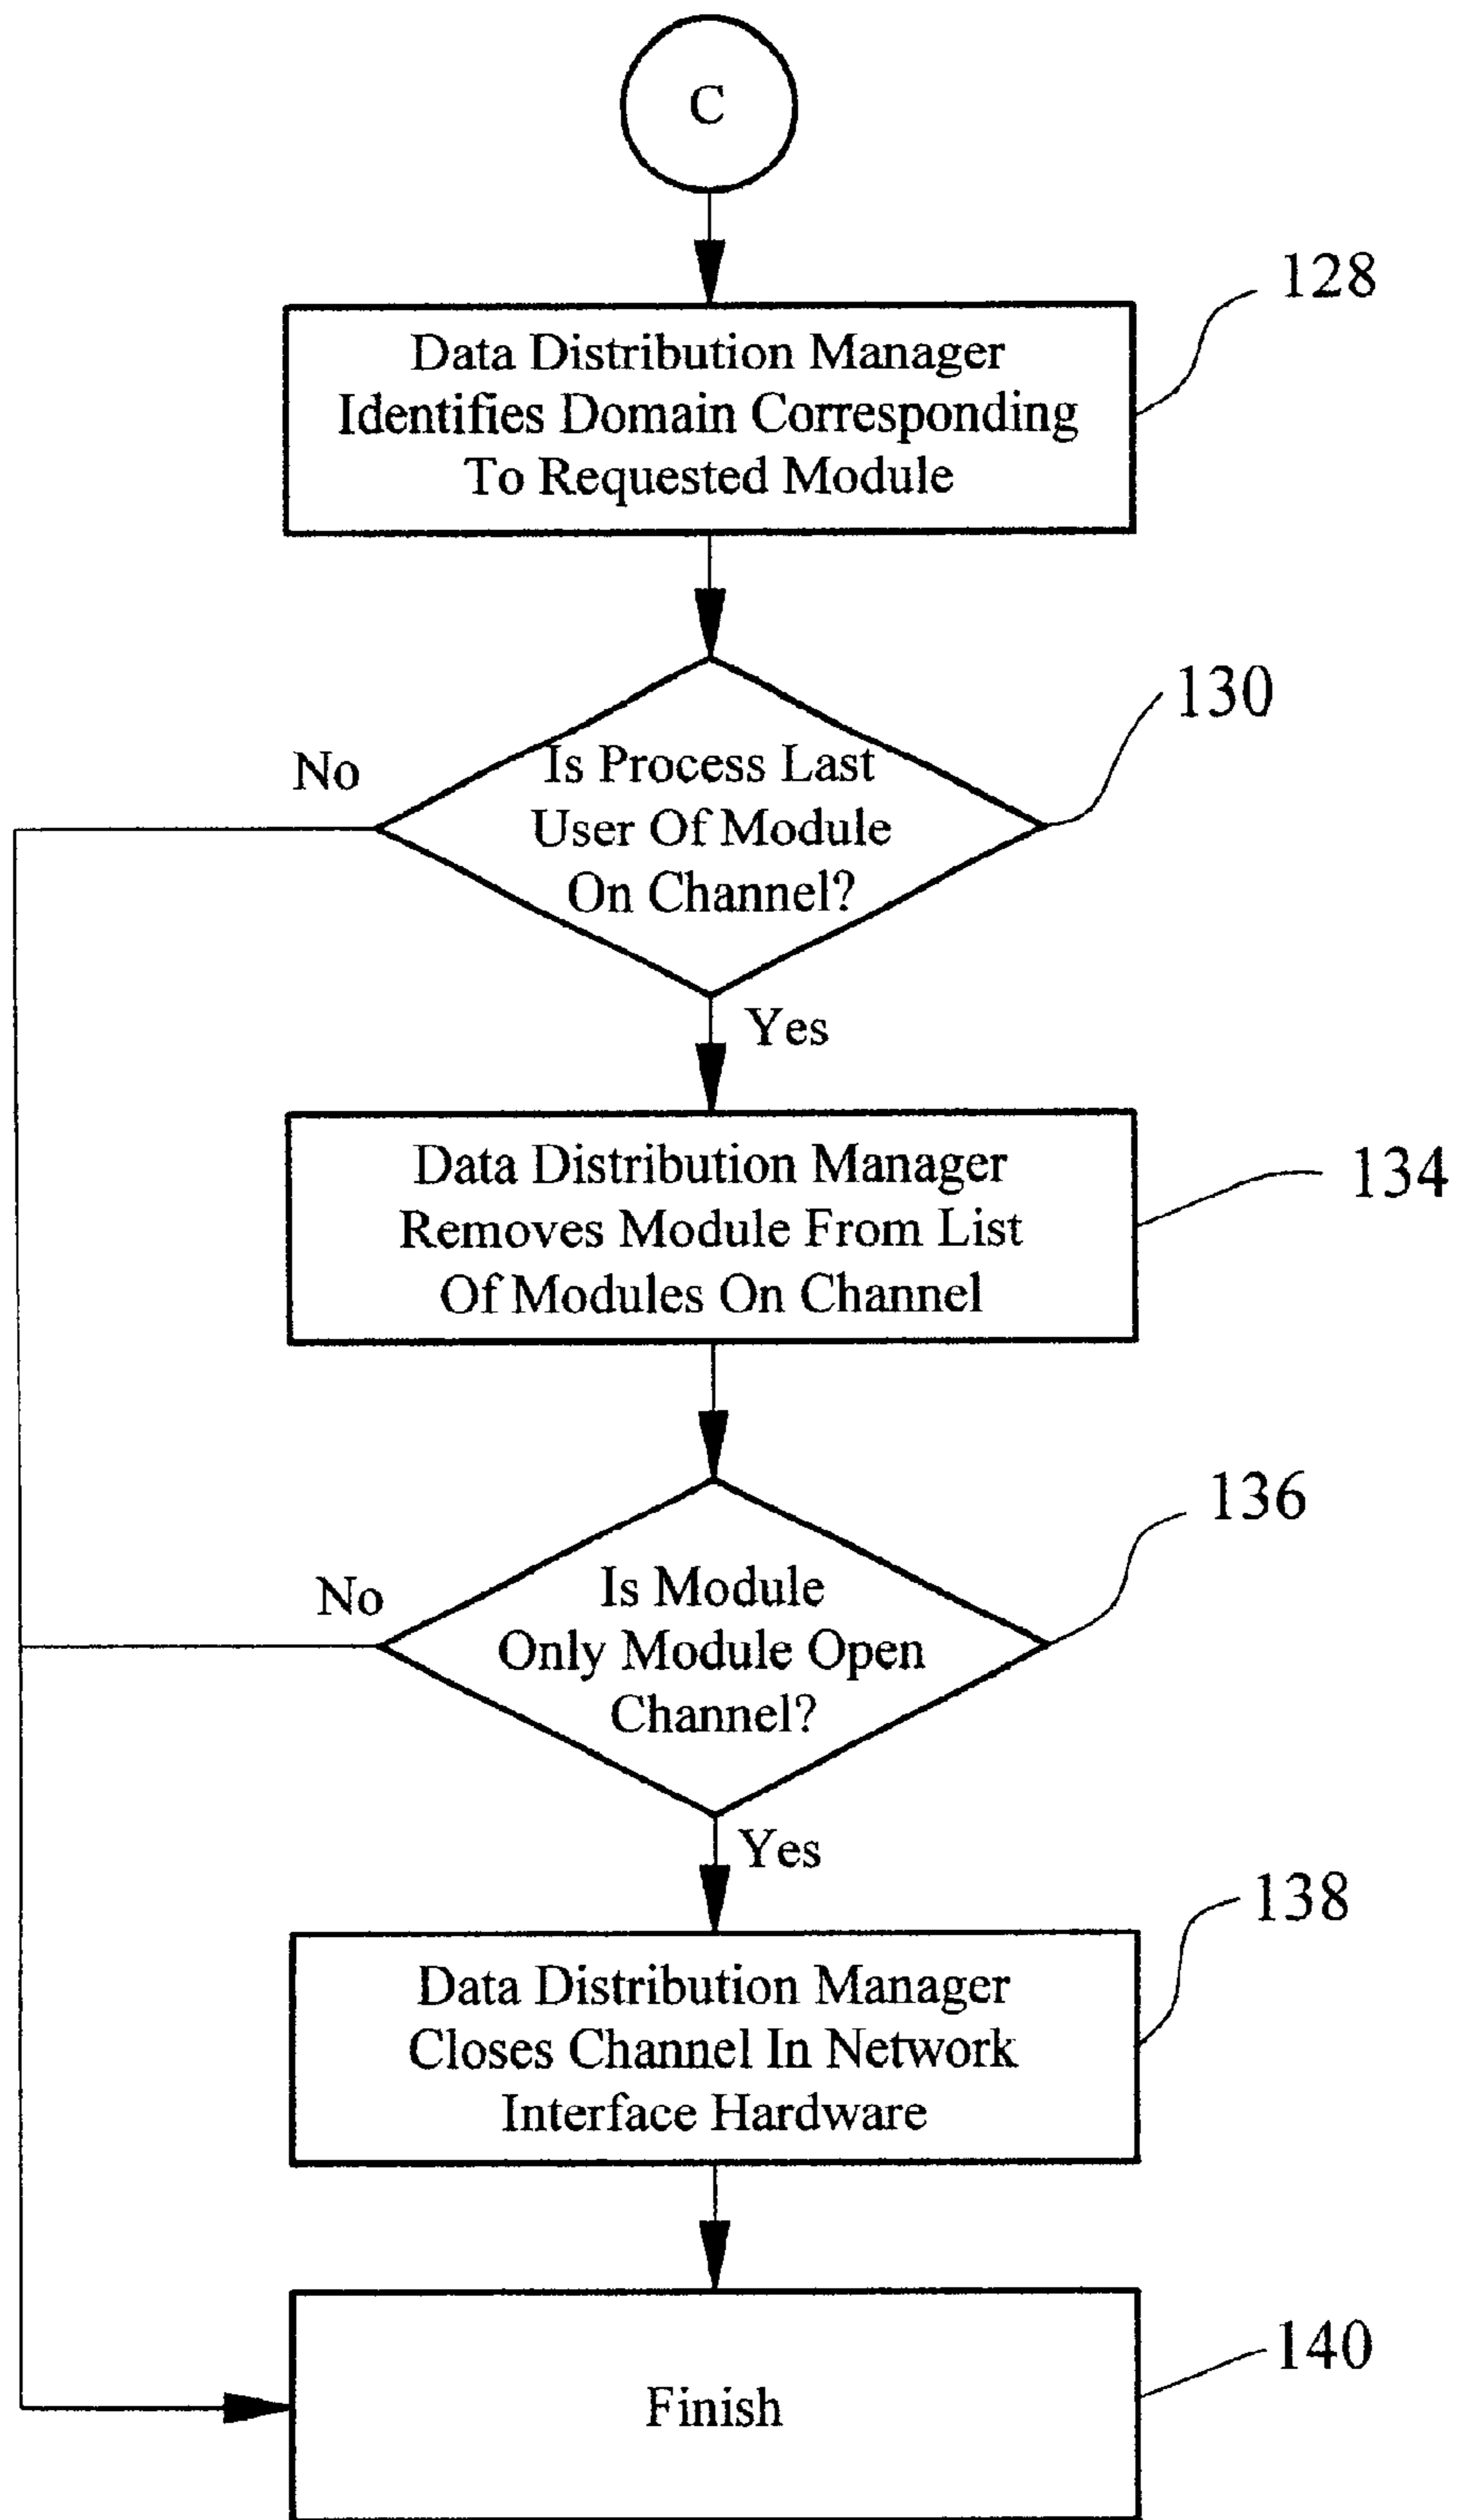 C
128
Data Distribution Manager
Identifies Domain Corresponding
To Requested Module
130
No
Is Process Last
User Of Module
On Channel?
Yes
134
Data Distribution Manager
Removes Module From List
Of Modules On Channel
136
No
Is Module
Only Module Open
Channel?
Yes
138
Data Distribution Manager
Closes Channel In Network
Interface Hardware
140
Finish